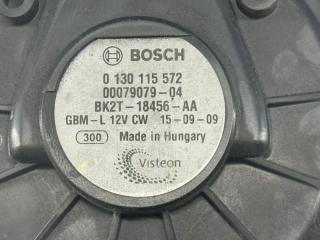 BOSCH
0 130 115 572
00079079-04
BK2T-18456-AA
GBM-L 12V CW 15-09-09
300 Made in Hungary
Visteon